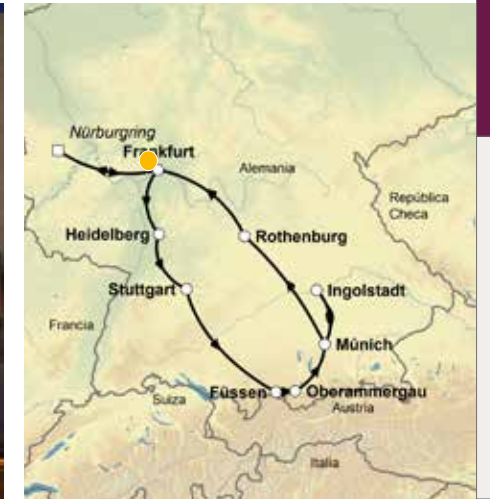 Nürburgring
Frankfurt
Alemania
República
Checa
Heidelberg
Rothenburg
Stuttgart
Ingolstadt
Francia
Múnich
Füssen
Oberammergau
Suiza
Austria
Italia